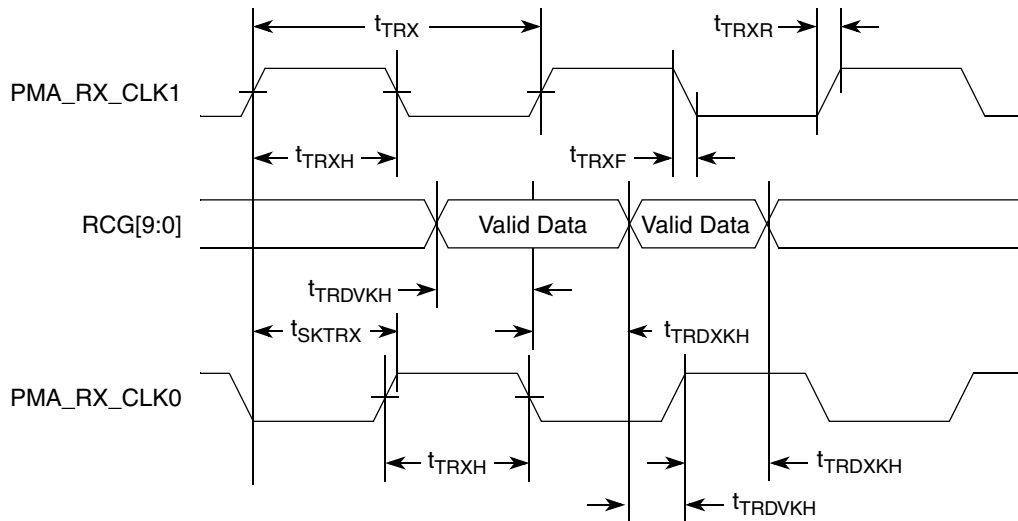 tTRX
tTRXR
PMA_RX_CLK1
tTRXH
tTRXF
RCG[9:0]
Valid Data
Valid Data
tTRDVKH
tSKTRX
tTRDXKH
PMA_RX_CLK0
tTRXH
tTRDXKH
tTRDVKH